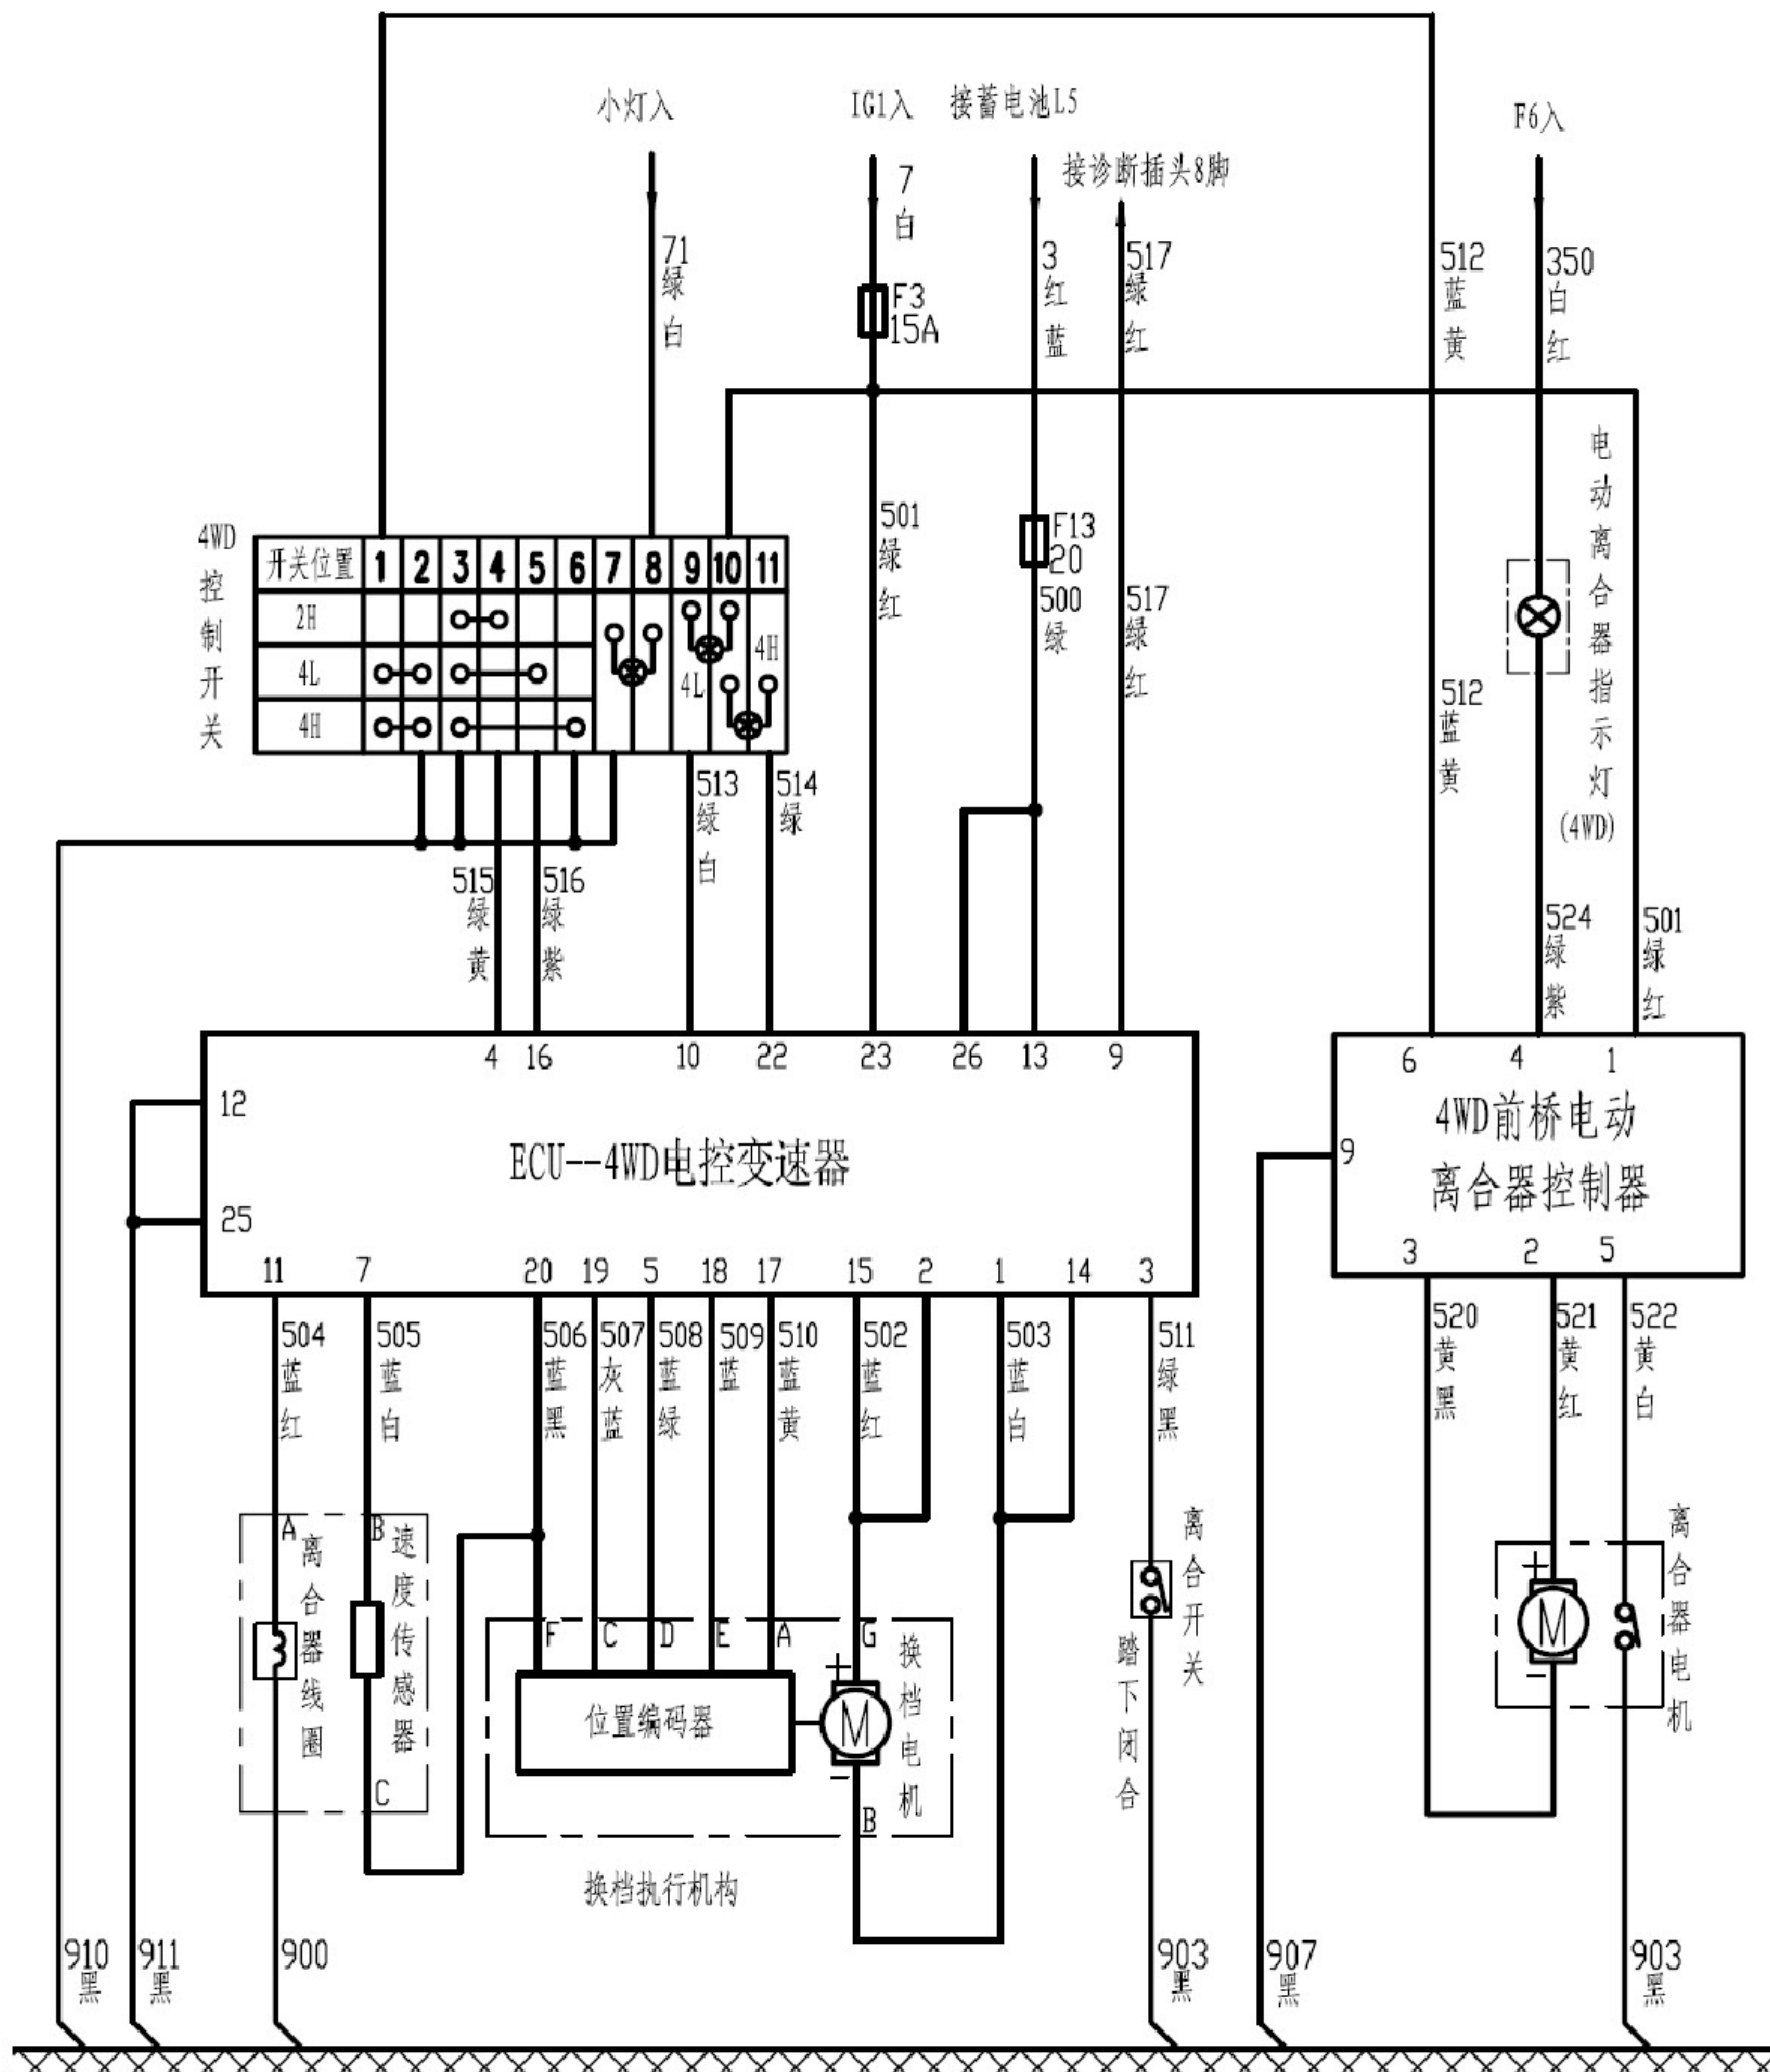 小灯入
IG1入
接蓄电池L5
接诊断插头8脚
F6入
71
绿
白
7
白
F3
15A
3
红
蓝
517
绿
红
512
蓝
黄
350
白
红
4WD
控
制
开
关
开关位置 1 2 3 4 5 6 7 8 9 10 11
2H
4L
4H
4L
4H
501
绿
红
F13
20
500
绿
517
绿
红
512
蓝
黄
电
动
离
合
器
指
示
灯
(4WD)
513
绿
白
514
绿
515
绿
黄
516
绿
紫
524
绿
紫
501
绿
红
4 16 10 22 23 26 13 9
12
25
ECU--4WD电控变速器
11 7 20 19 5 18 17 15 2 1 14 3
6 4 1
9
4WD前桥电动
离合器控制器
3 2 5
504
蓝
红
505
蓝
白
506
蓝
黑
507
灰
蓝
508
蓝
绿
509
蓝
510
蓝
黄
502
蓝
红
503
蓝
白
511
绿
黑
520
黄
黑
521
黄
红
522
黄
白
A
离
合
器
线
圈
B
速
度
传
感
器
C
F C D E A G
位置编码器
+
M
-
B
换
档
电
机
换档执行机构
离
合
开
关
踏
下
闭
合
+
M
-
离
合
器
电
机
910
黑
911
黑
900
903
黑
907
黑
903
黑